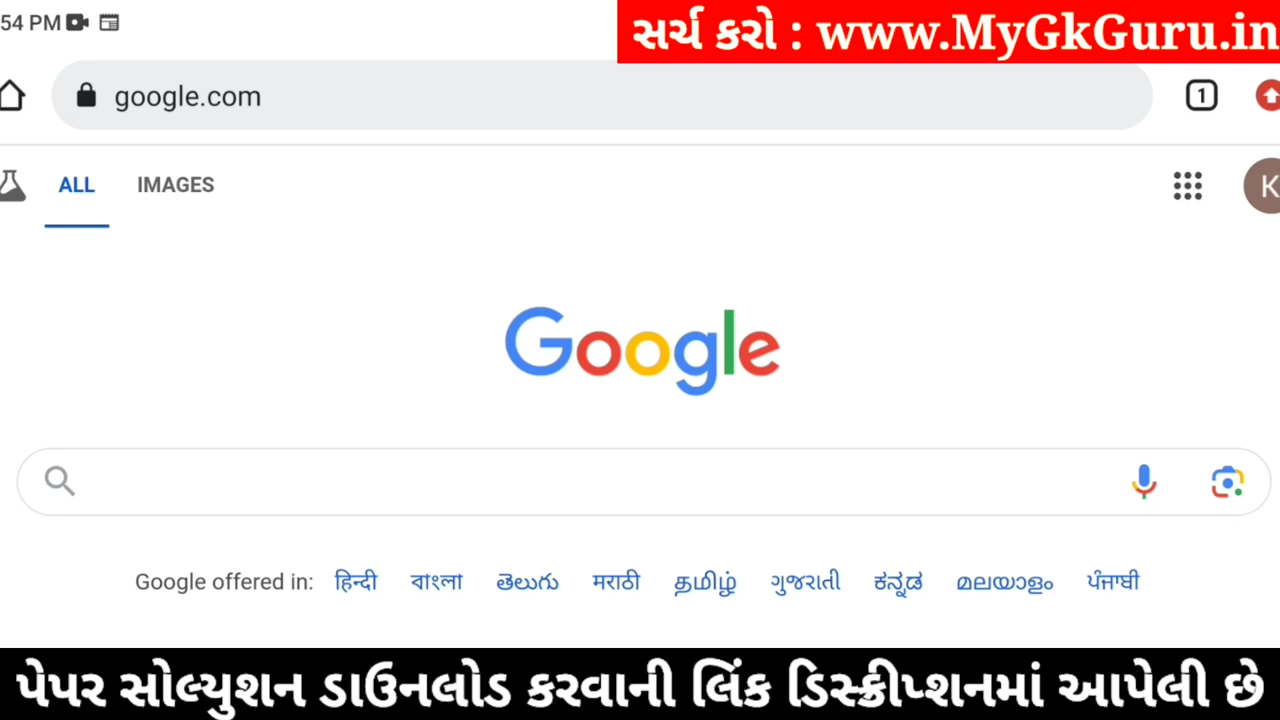 54 PM
સર્ચ કરો : www.MyGkGuru.in
google.com
1
ALL IMAGES
K
Google
Google offered in: हिन्दी বাংলা తెలుగు मराठी தமிழ் ગુજરાતી ಕನ್ನಡ മലയാളം ਪੰਜਾਬੀ
પેપર સોલ્યુશન ડાઉનલોડ કરવાની લિંક ડિસ્ક્રીપ્શનમાં આપેલી છે